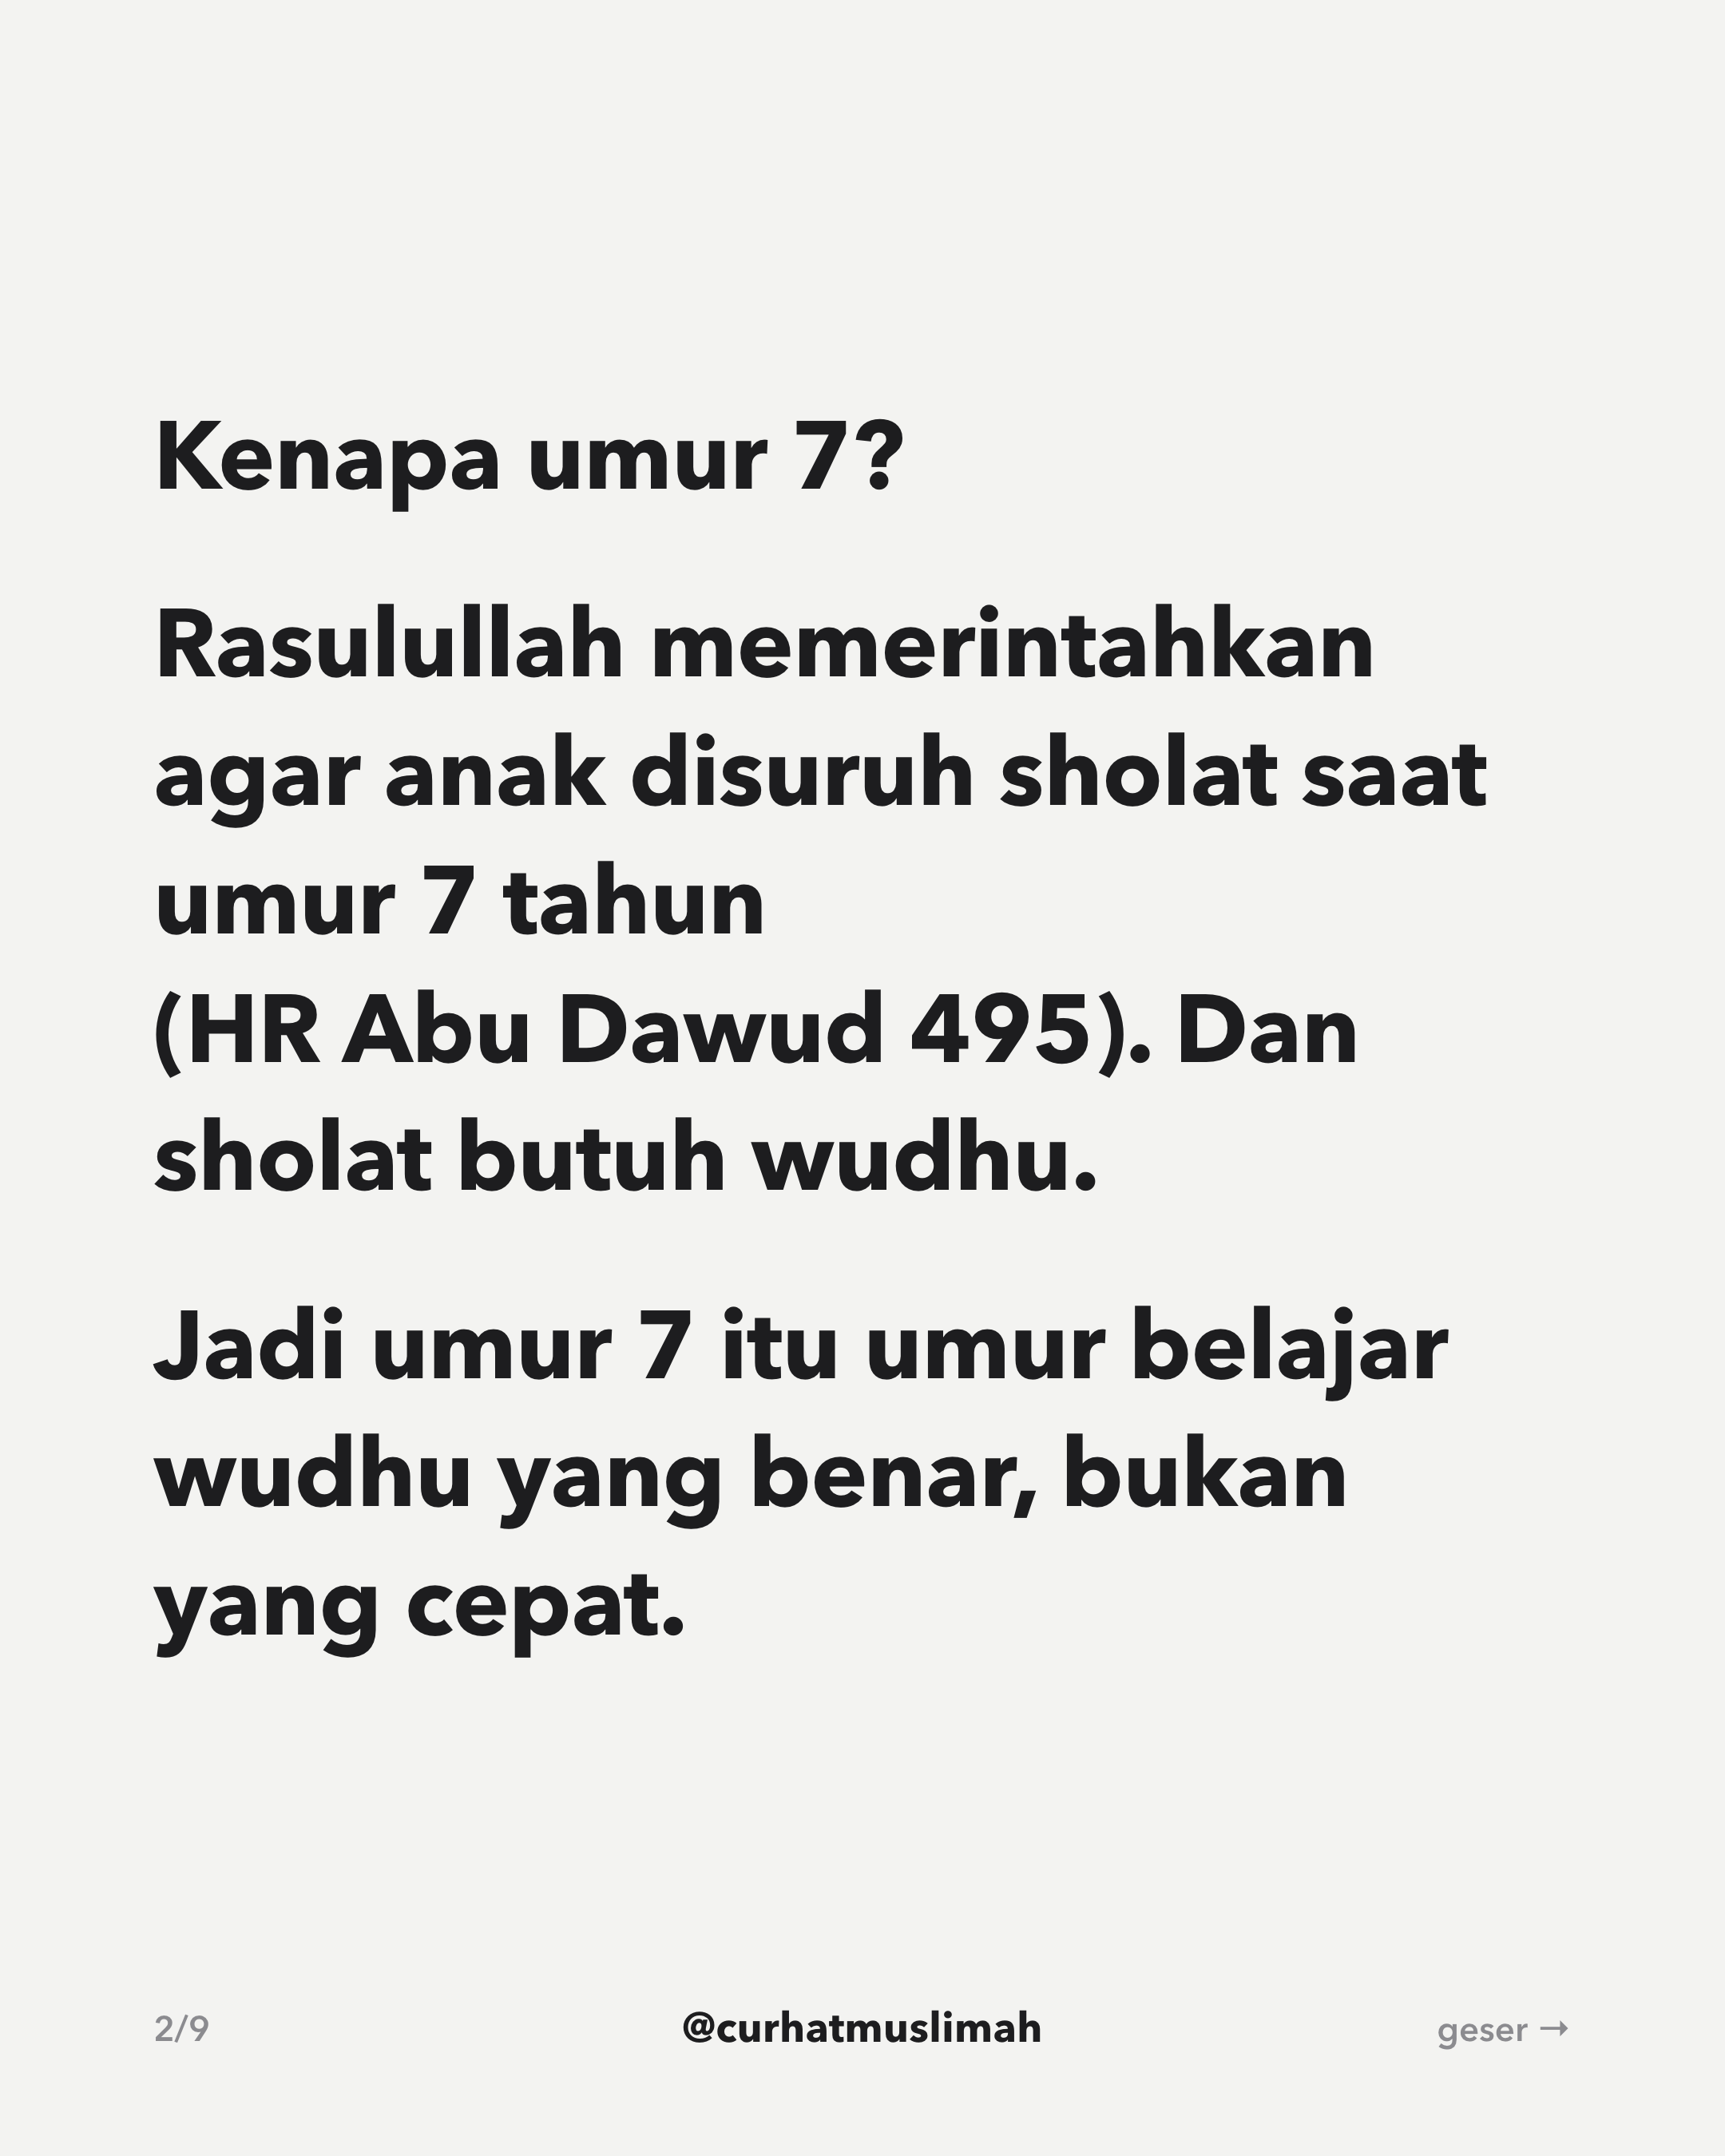 Kenapa umur 7?
Rasulullah memerintahkan
agar anak disuruh sholat saat
umur 7 tahun
(HR Abu Dawud 495). Dan
sholat butuh wudhu.
Jadi umur 7 itu umur belajar
wudhu yang benar, bukan
yang cepat.
2/9
@curhatmuslimah
geser →